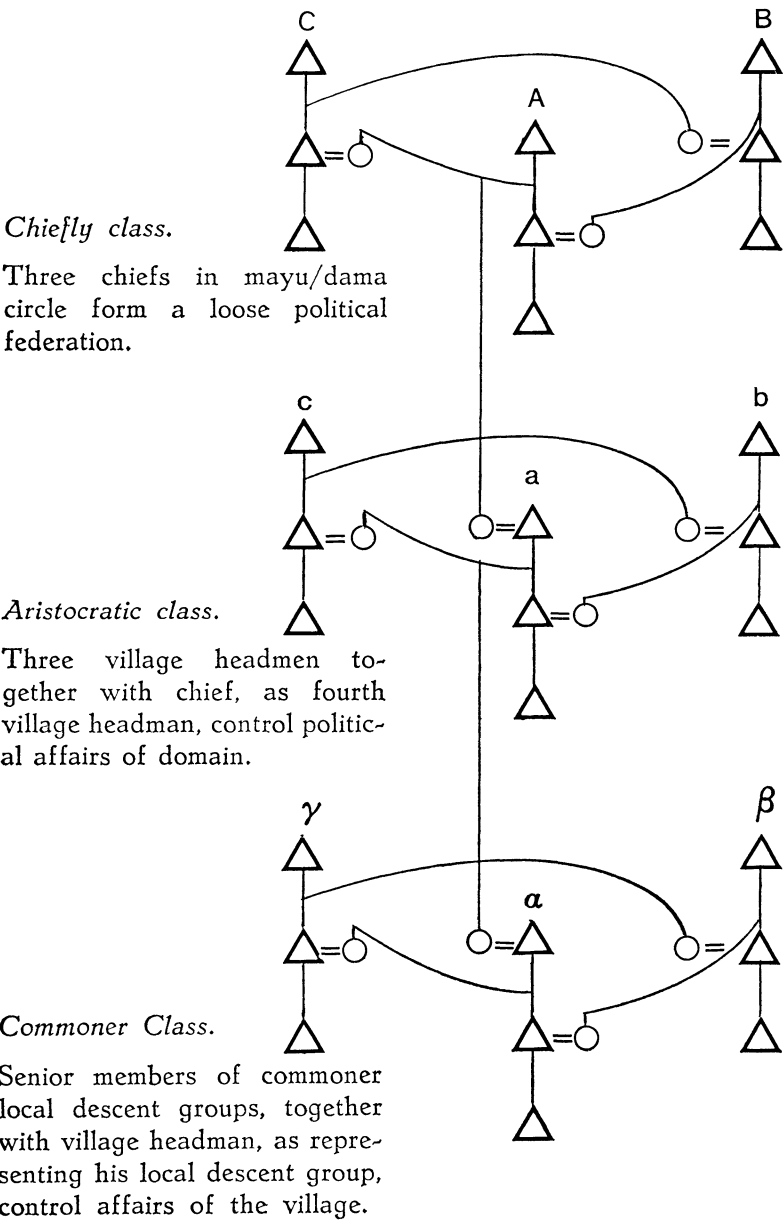 C
B
A
Chiefly class.
Three chiefs in mayu/dama
circle form a loose political
federation.
c
b
a
Aristocratic class.
Three village headmen to-
gether with chief, as fourth
village headman, control politic-
al affairs of domain.
γ
β
α
Commoner Class.
Senior members of commoner
local descent groups, together
with village headman, as repre-
senting his local descent group,
control affairs of the village.